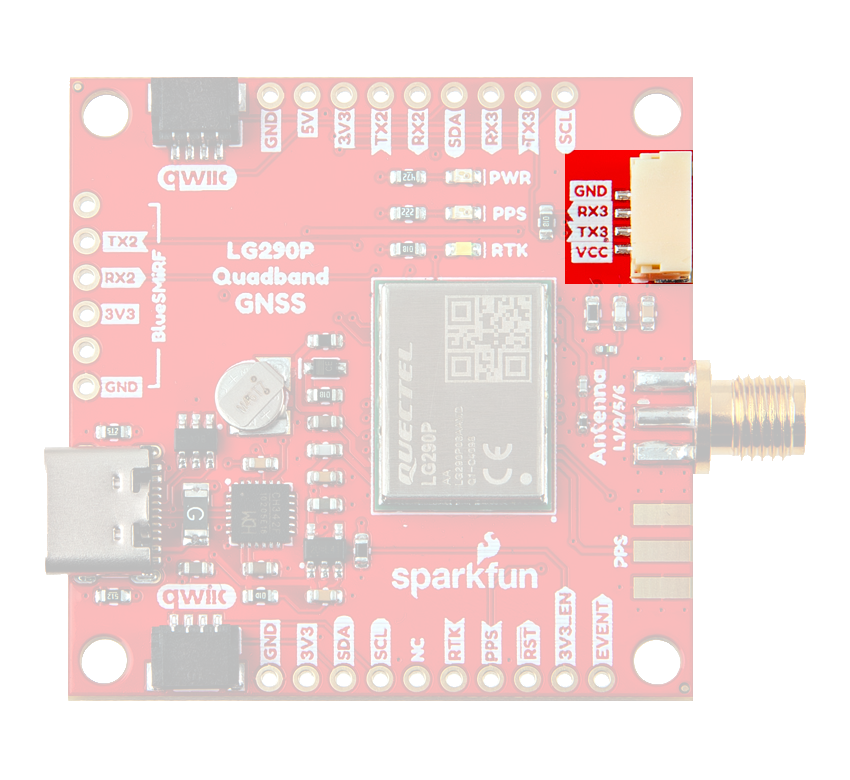 GND
5V
3V3
TX2
RX2
SDA
RX3
TX3
SCL
qwiic
PWR
PPS
RTK
GND
RX3
TX3
VCC
TX2
RX2
3V3
GND
BlueSMiRF
LG290P
Quadband
GNSS
QUECTEL
LG290P
AA
CE
Antenna
L1/2/5/6
PPS
G
sparkfun
qwiic
GND
3V3
SDA
SCL
NC
RTK
PPS
RST
3V3_EN
EVENT